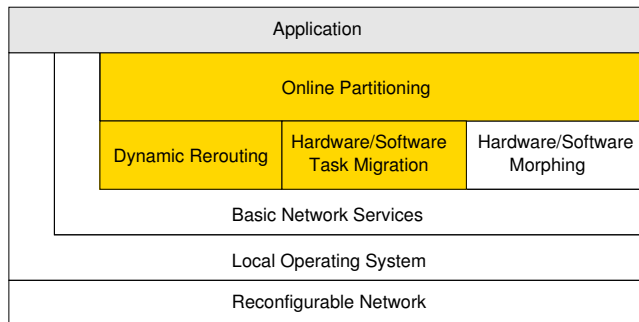 Application
Online Partitioning
Dynamic Rerouting
Hardware/Software
Task Migration
Hardware/Software
Morphing
Basic Network Services
Local Operating System
Reconfigurable Network